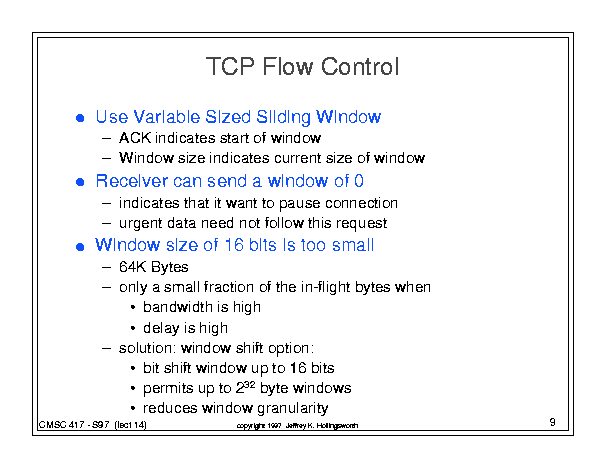 TCP Flow Control
● Use Variable Sized Sliding Window
– ACK indicates start of window
– Window size indicates current size of window
● Receiver can send a window of 0
– indicates that it want to pause connection
– urgent data need not follow this request
● Window size of 16 bits is too small
– 64K Bytes
– only a small fraction of the in-flight bytes when
• bandwidth is high
• delay is high
– solution: window shift option:
• bit shift window up to 16 bits
• permits up to 2³² byte windows
• reduces window granularity
CMSC 417 - S97 (lect 14) copyright 1997 Jeffrey K. Hollingsworth 9